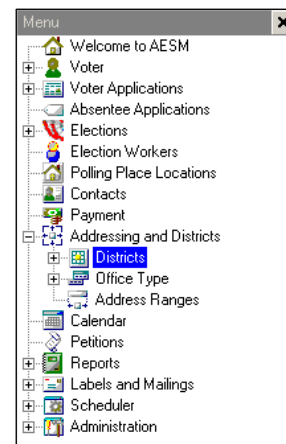 Menu
Welcome to AESM
Voter
Voter Applications
Absentee Applications
Elections
Election Workers
Polling Place Locations
Contacts
Payment
Addressing and Districts
Districts
Office Type
Address Ranges
Calendar
Petitions
Reports
Labels and Mailings
Scheduler
Administration